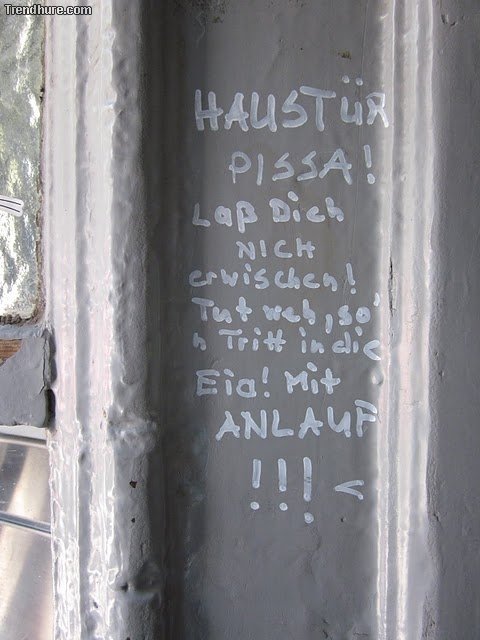 Trendhure.com
HAUSTÜR
PISSA!
Laß Dich
NICH
erwischen!
Tut weh, so'
n Tritt in die
Eia! Mit
ANLAUF
!!! <